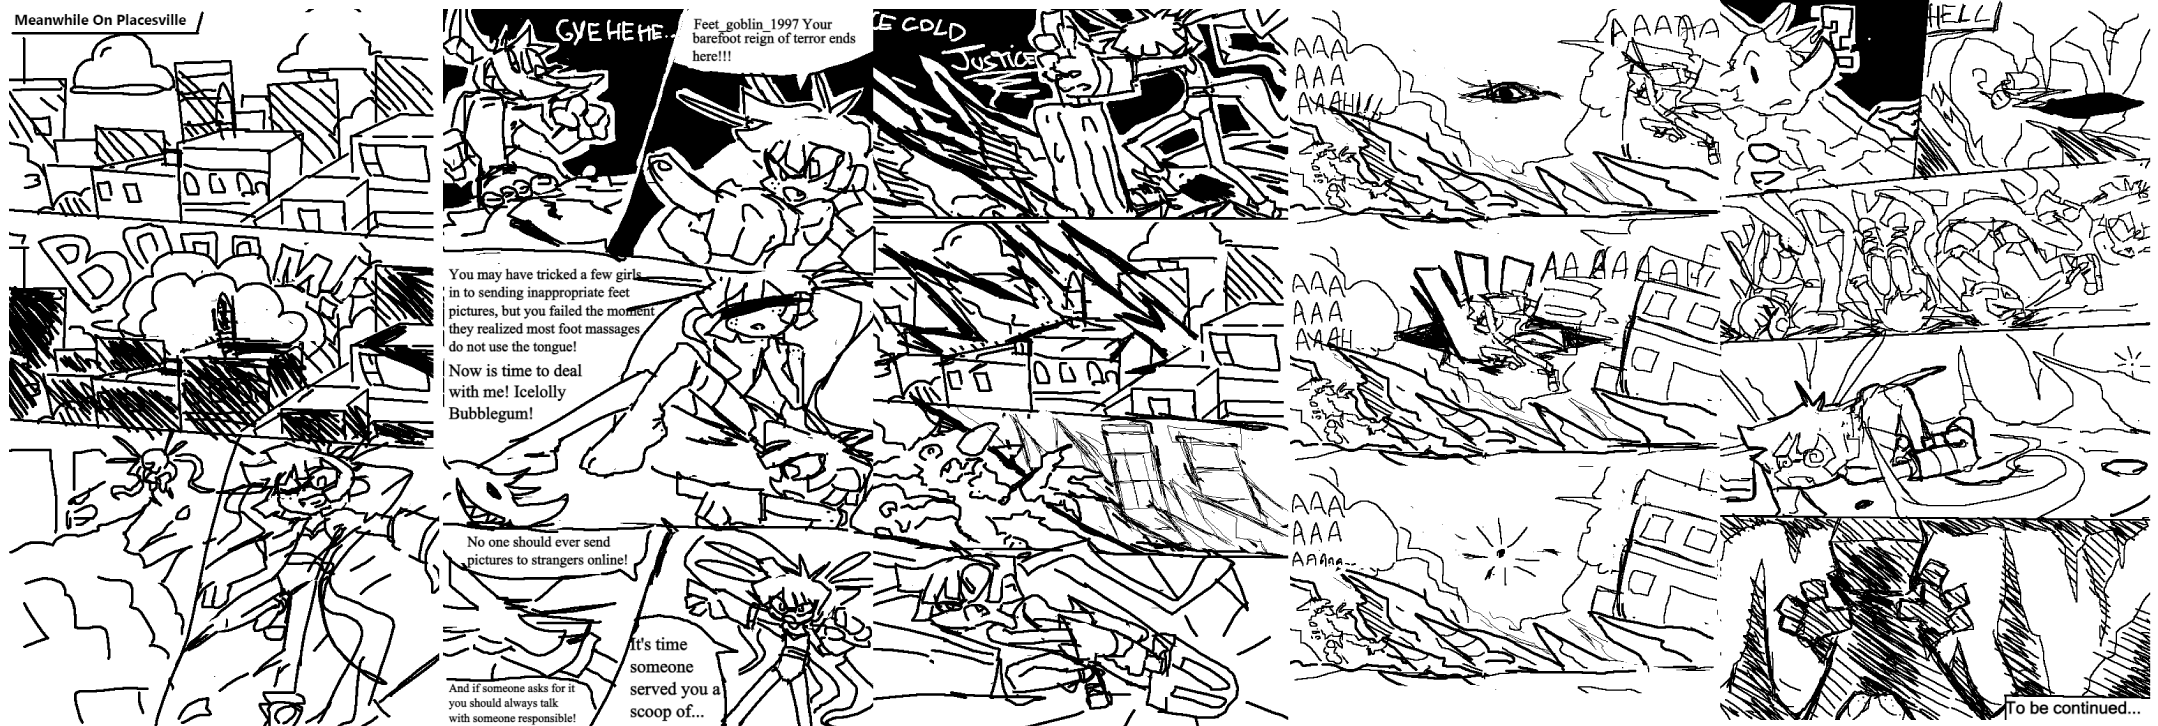 Meanwhile On Placesville
BOOOM
GYEHEHE..
Feet_goblin_1997 Your
barefoot reign of terror ends
here!!!
You may have tricked a few girls
in to sending inappropriate feet
pictures, but you failed the moment
they realized most foot massages
do not use the tongue!
Now is time to deal
with me! Icelolly
Bubblegum!
No one should ever send
pictures to strangers online!
And if someone asks for it
you should always talk
with someone responsible!
It's time
someone
served you a
scoop of...
ICE COLD
JUSTICE
AAA
AAA
AAAH!!!
AAAAA
AAA
AAA
AAAH..
AAAAAAH!
AAA
AAA
AAAAAA...
?!
HELL
To be continued...